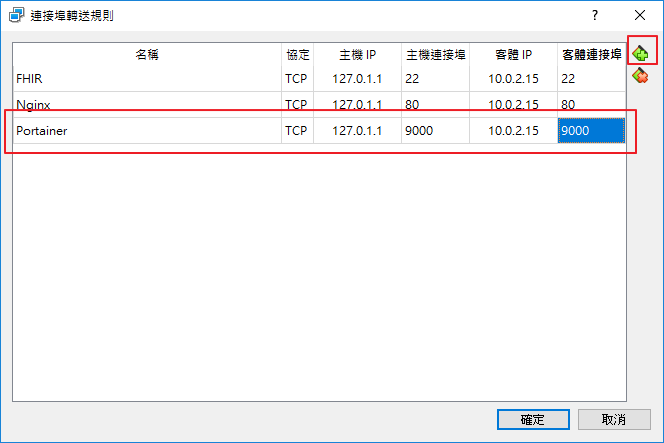 連接埠轉送規則
名稱 協定 主機 IP 主機連接埠 客體 IP 客體連接埠
FHIR TCP 127.0.1.1 22 10.0.2.15 22
Nginx TCP 127.0.1.1 80 10.0.2.15 80
Portainer TCP 127.0.1.1 9000 10.0.2.15 9000
確定 取消